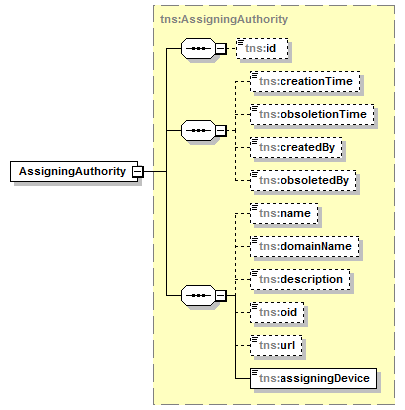 tns:AssigningAuthority
tns:id
tns:creationTime
tns:obsoletionTime
tns:createdBy
tns:obsoletedBy
AssigningAuthority
tns:name
tns:domainName
tns:description
tns:oid
tns:url
tns:assigningDevice